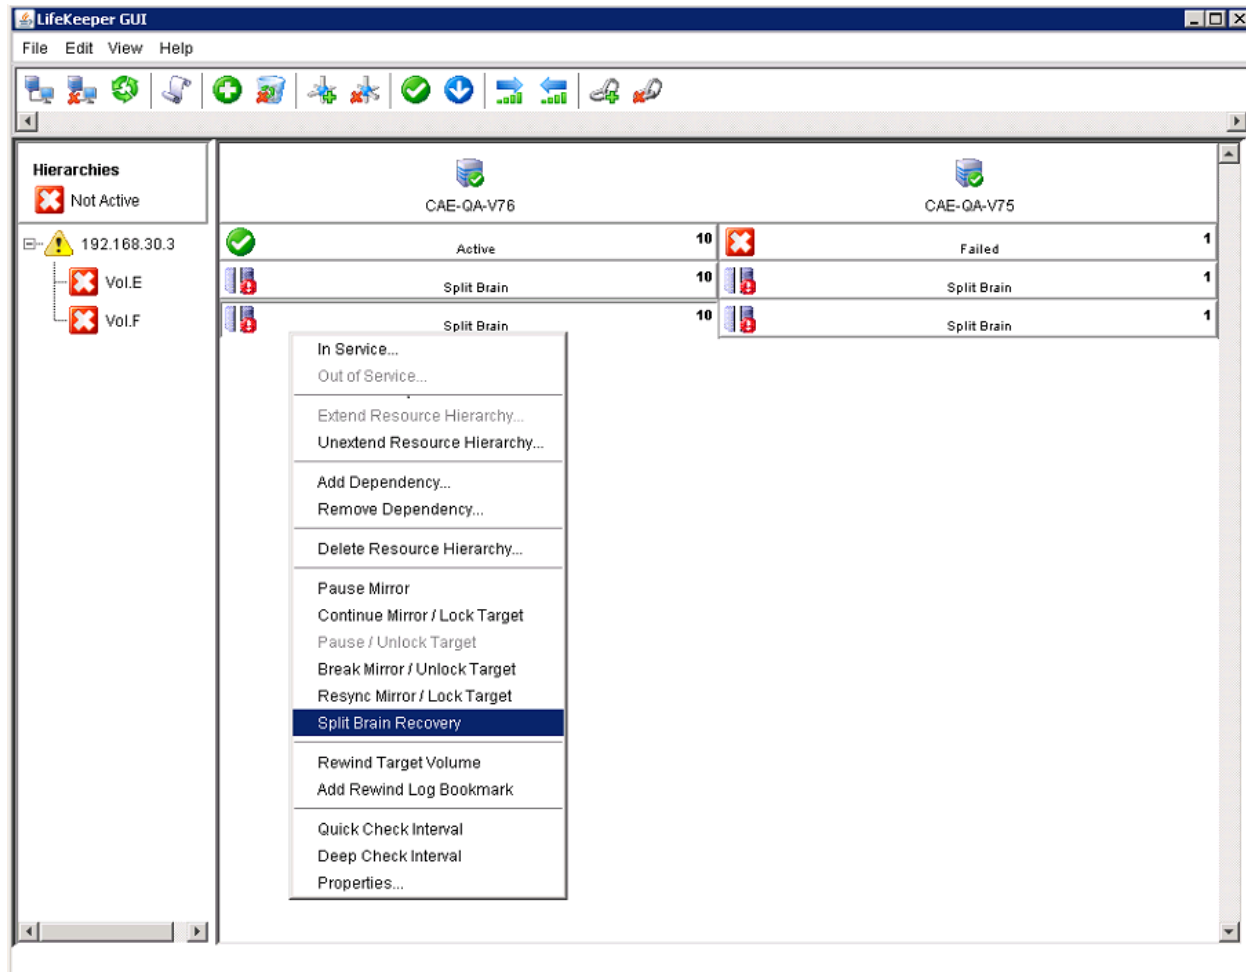 LifeKeeper GUI
File Edit View Help
Hierarchies
Not Active
CAE-QA-V76
CAE-QA-V75
192.168.30.3
Active 10
Failed 1
Vol.E
Split Brain 10
Split Brain 1
Vol.F
Split Brain 10
Split Brain 1
In Service...
Out of Service...
Extend Resource Hierarchy...
Unextend Resource Hierarchy...
Add Dependency...
Remove Dependency...
Delete Resource Hierarchy...
Pause Mirror
Continue Mirror / Lock Target
Pause / Unlock Target
Break Mirror / Unlock Target
Resync Mirror / Lock Target
Split Brain Recovery
Rewind Target Volume
Add Rewind Log Bookmark
Quick Check Interval
Deep Check Interval
Properties...